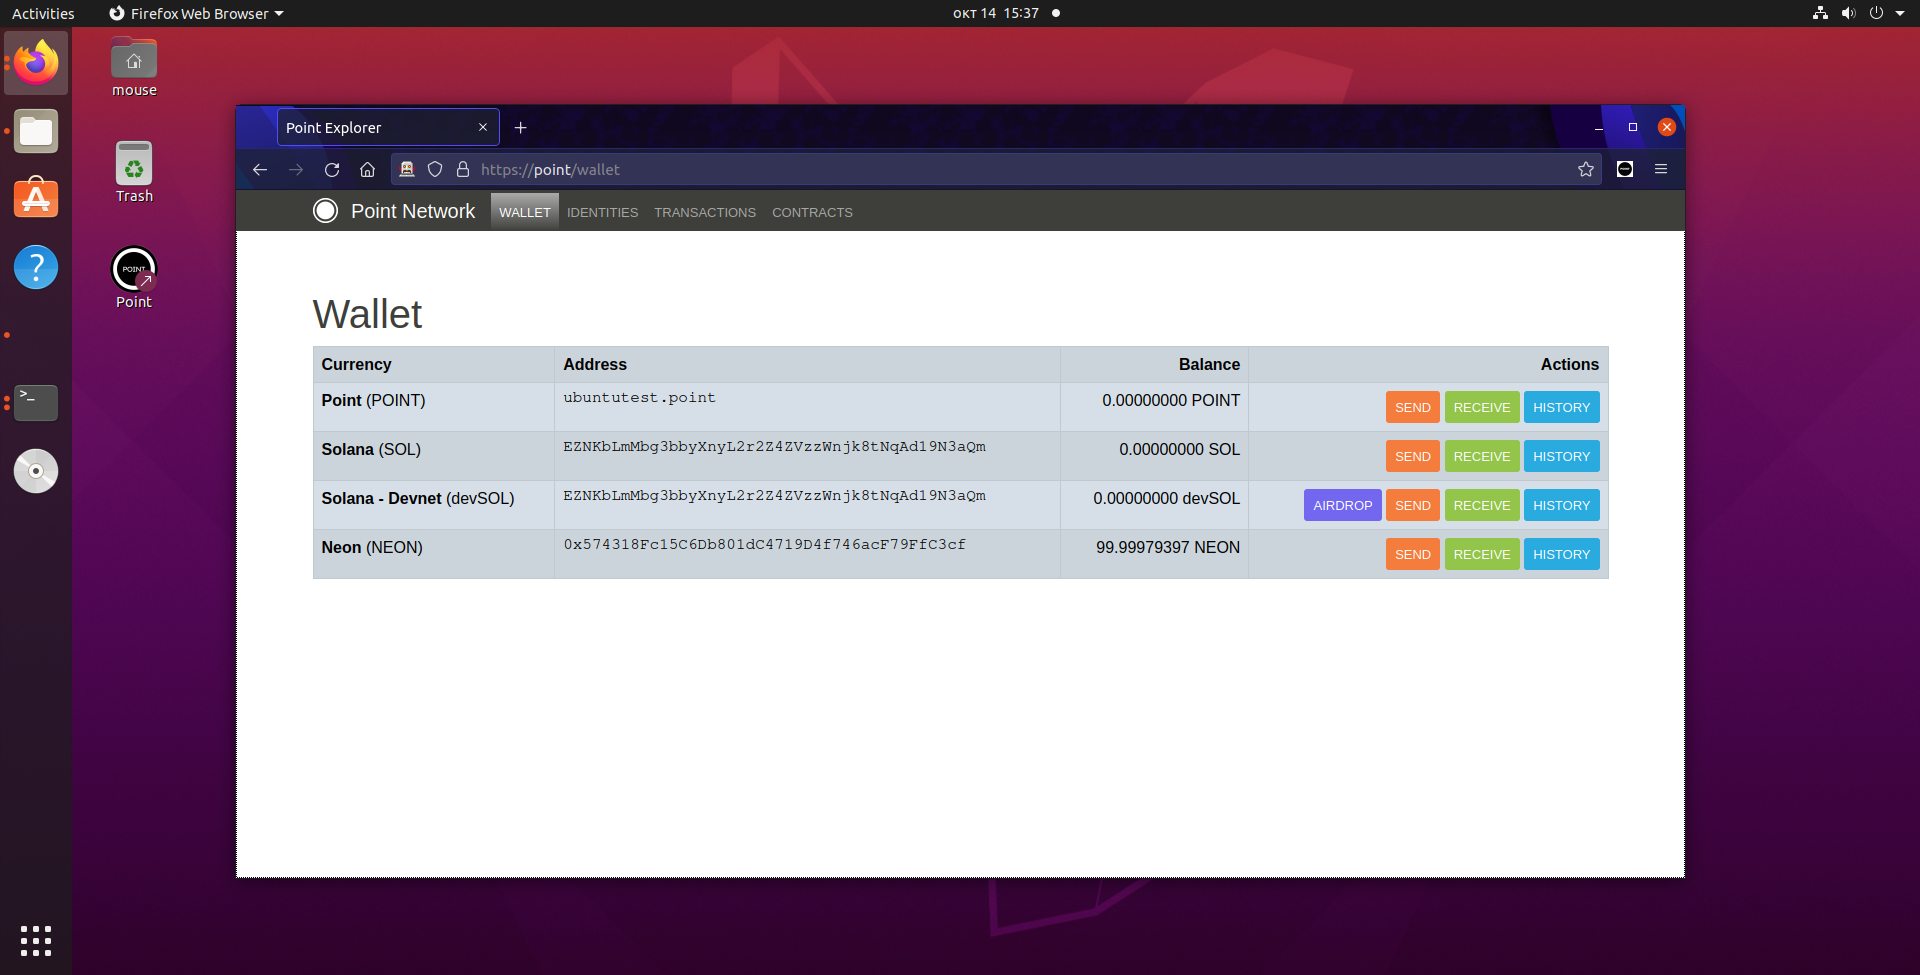 Activities Firefox Web Browser окт 14 15:37
mouse
Trash
POINT
Point
Point Explorer
https://point/wallet
Point Network WALLET IDENTITIES TRANSACTIONS CONTRACTS
Wallet
Currency Address Balance Actions
Point (POINT) ubuntutest.point 0.00000000 POINT SEND RECEIVE HISTORY
Solana (SOL) EZNKbLmMbg3bbyXnyL2r2Z4ZVzzWnjk8tNqAd19N3aQm 0.00000000 SOL SEND RECEIVE HISTORY
Solana - Devnet (devSOL) EZNKbLmMbg3bbyXnyL2r2Z4ZVzzWnjk8tNqAd19N3aQm 0.00000000 devSOL AIRDROP SEND RECEIVE HISTORY
Neon (NEON) 0x574318Fc15C6Db801dC4719D4f746acF79FfC3cf 99.99979397 NEON SEND RECEIVE HISTORY